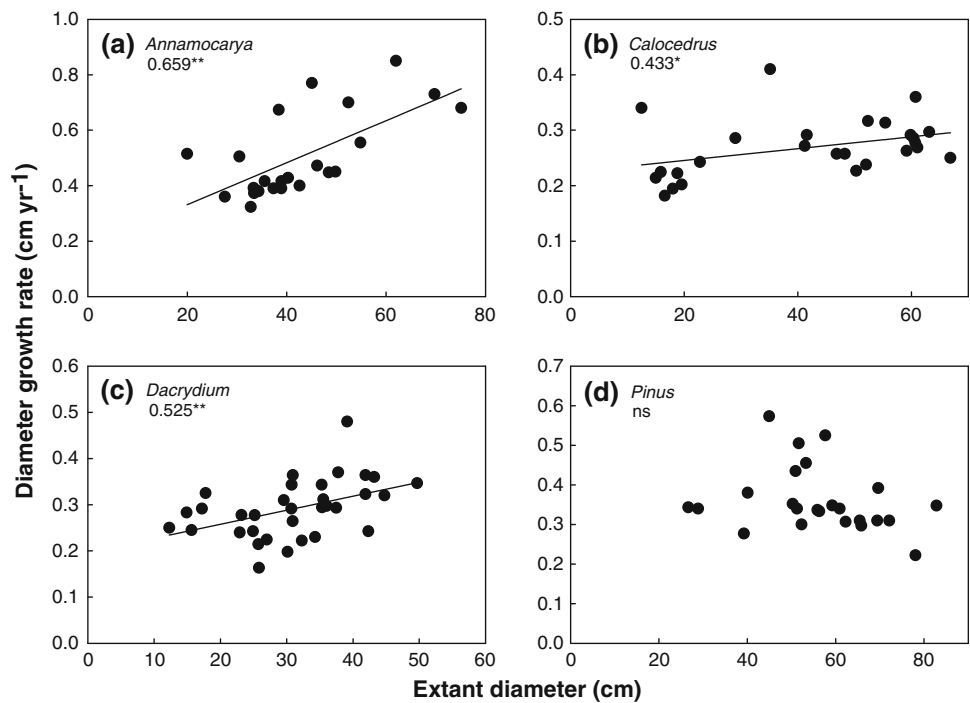 (a) Annamocarya
0.659**
1.0
0.8
0.6
0.4
0.2
0.0
0 20 40 60 80
(b) Calocedrus
0.433*
0.5
0.4
0.3
0.2
0.1
0.0
0 20 40 60
(c) Dacrydium
0.525**
0.6
0.5
0.4
0.3
0.2
0.1
0.0
0 10 20 30 40 50 60
(d) Pinus
ns
0.7
0.6
0.5
0.4
0.3
0.2
0.1
0.0
0 20 40 60 80
Diameter growth rate (cm yr⁻¹)
Extant diameter (cm)